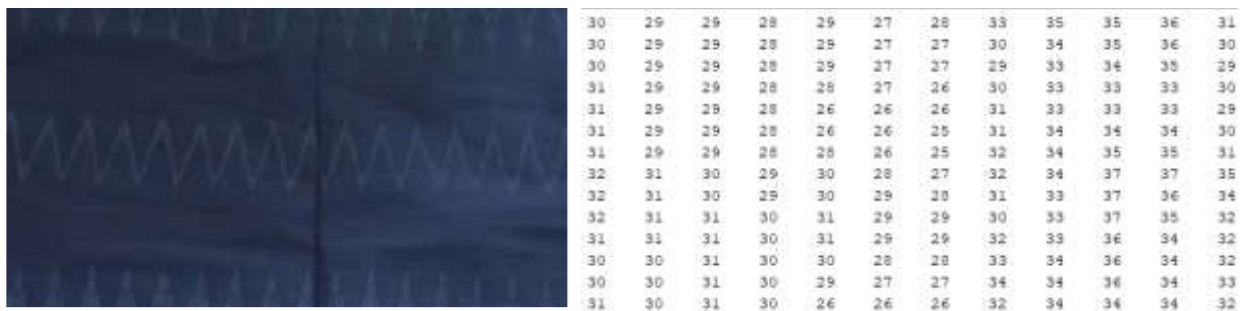 30 29 29 28 29 27 28 33 35 35 36 31
30 29 29 28 29 27 27 30 34 35 36 30
30 29 29 28 29 27 27 29 33 34 35 29
31 29 29 28 28 27 26 30 33 33 33 30
31 29 29 28 26 26 26 31 33 33 33 29
31 29 29 28 26 26 25 31 34 34 34 30
31 29 29 28 28 26 25 32 34 35 35 31
32 31 30 29 30 28 27 32 34 37 37 35
32 31 30 29 30 29 28 31 33 37 36 34
32 31 31 30 31 29 29 30 33 37 35 32
31 31 31 30 31 29 29 32 33 36 34 32
30 30 31 30 30 28 28 33 34 36 34 32
30 30 31 30 29 27 27 34 34 36 34 33
31 30 31 30 26 26 26 32 34 34 34 32